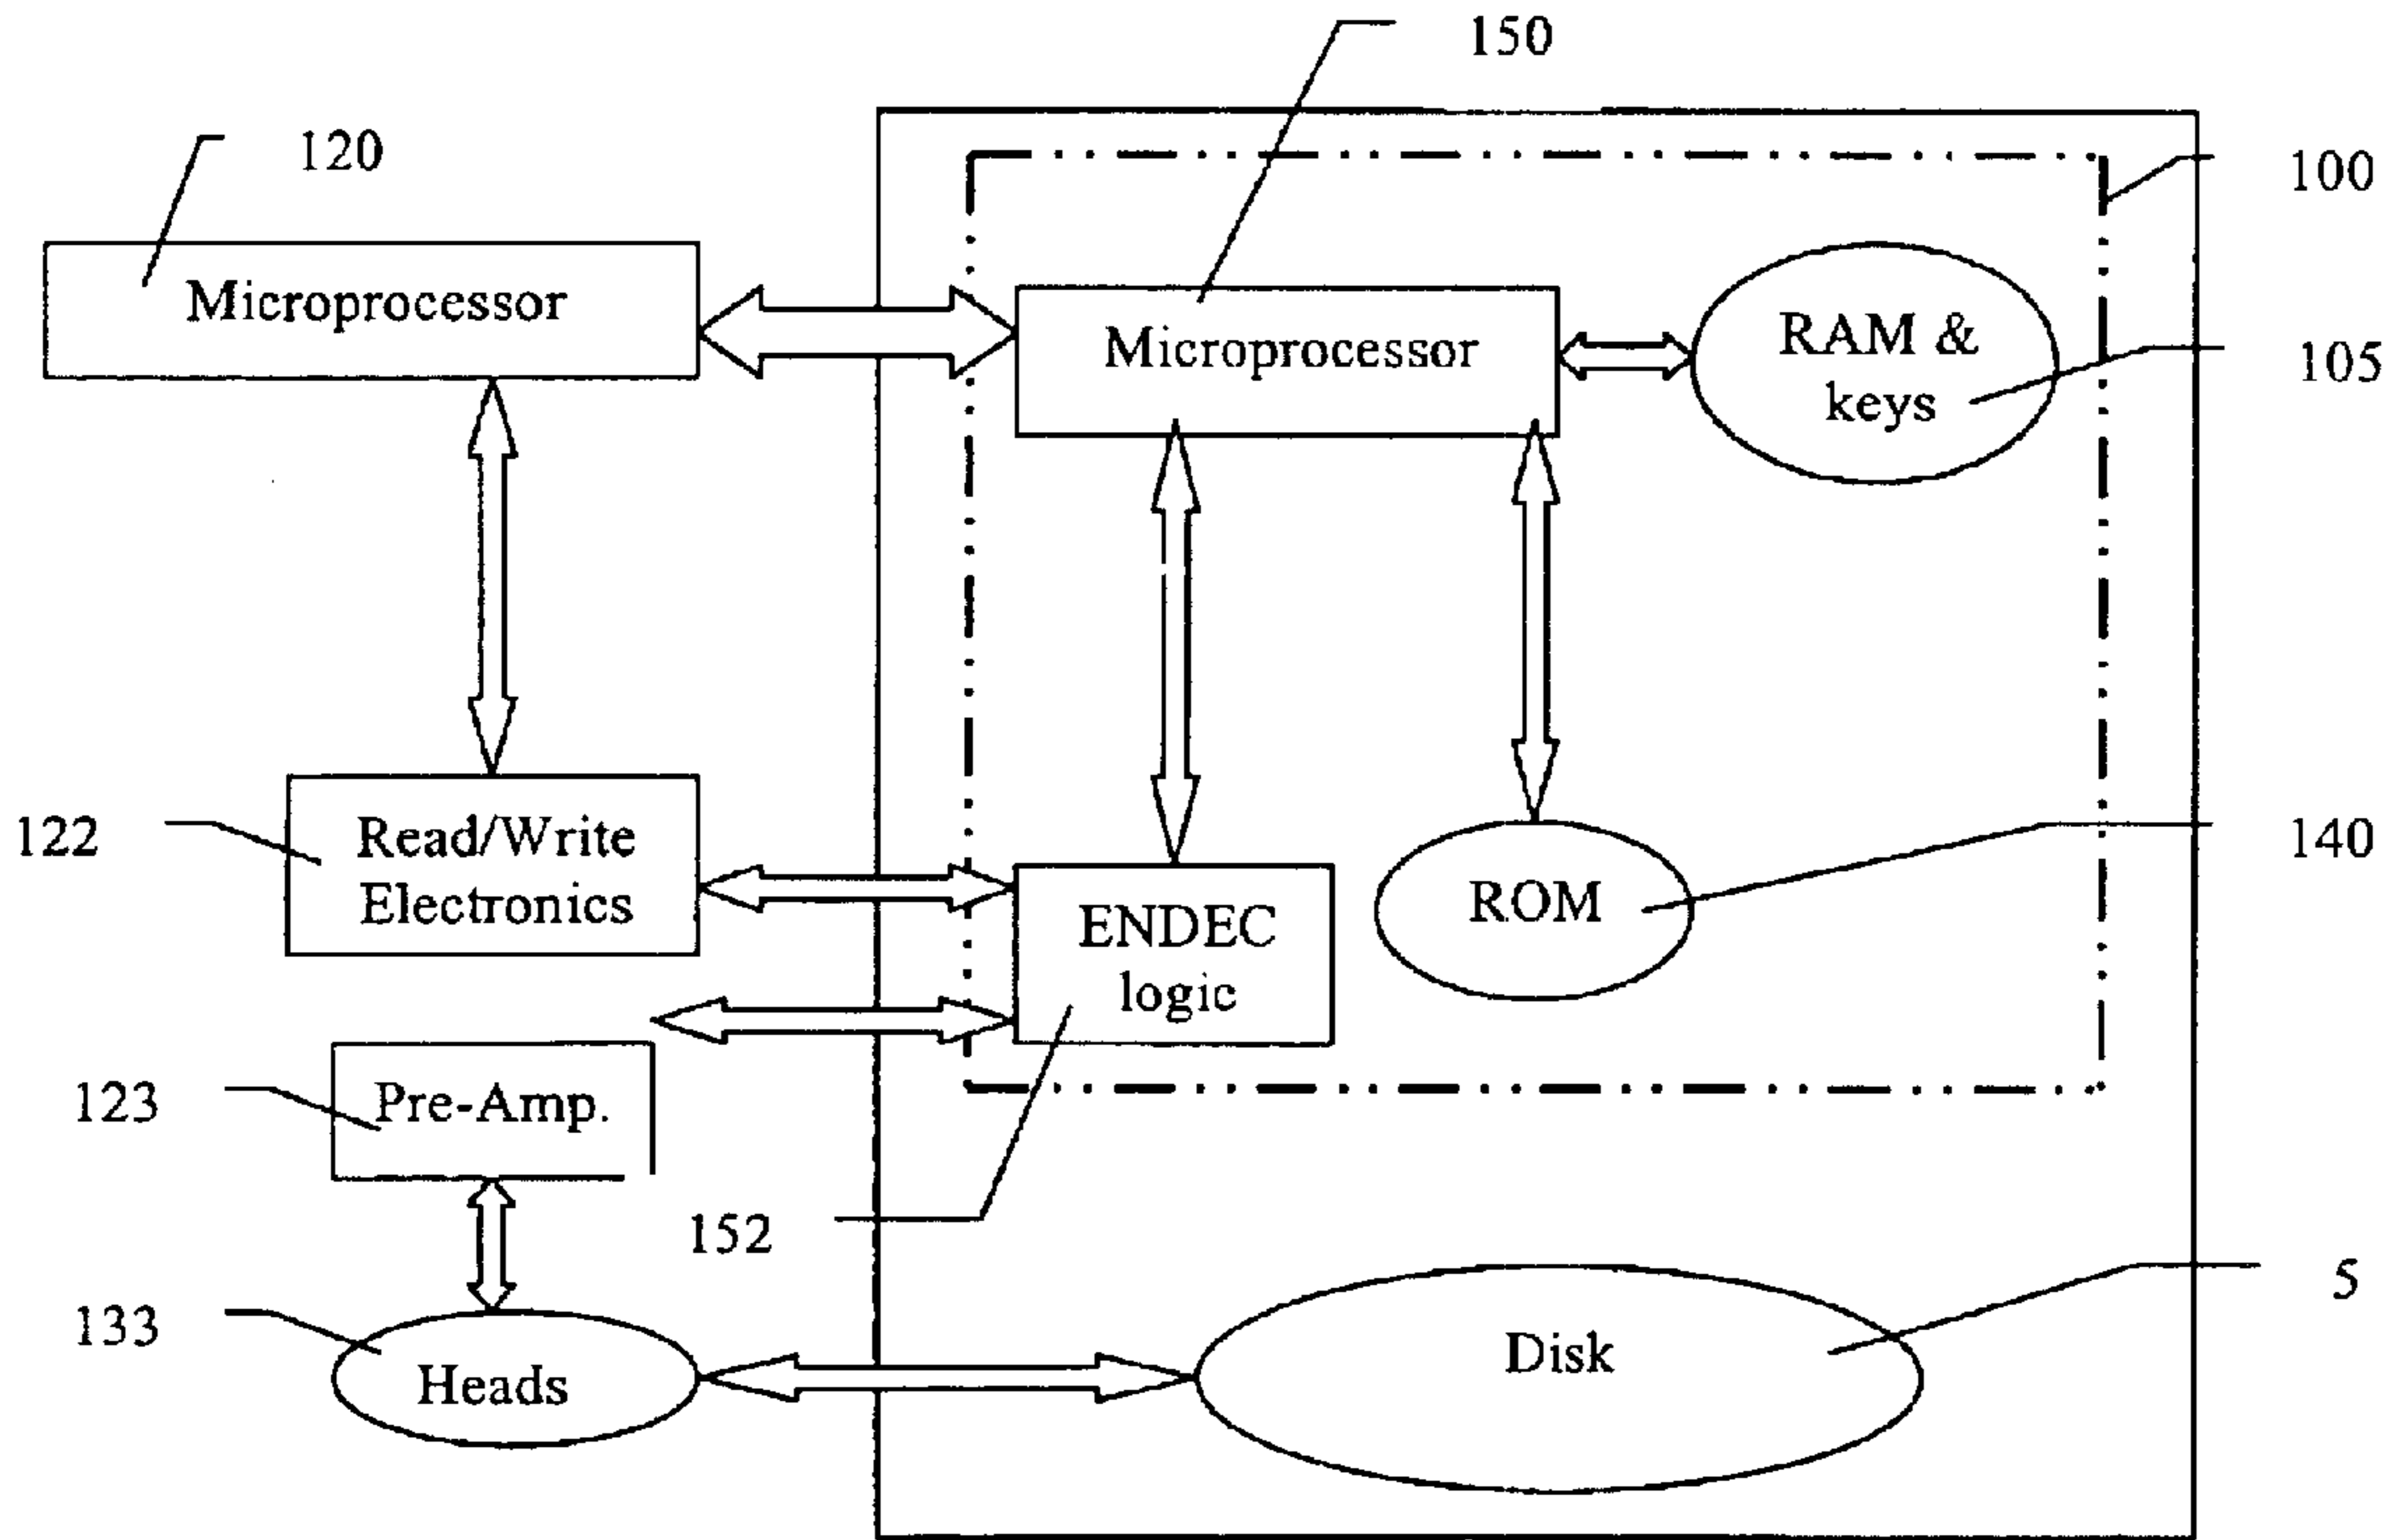 150
120
100
Microprocessor
Microprocessor
RAM &
keys
105
122
Read/Write
Electronics
140
ROM
ENDEC
logic
123
Pre-Amp.
152
5
133
Heads
Disk